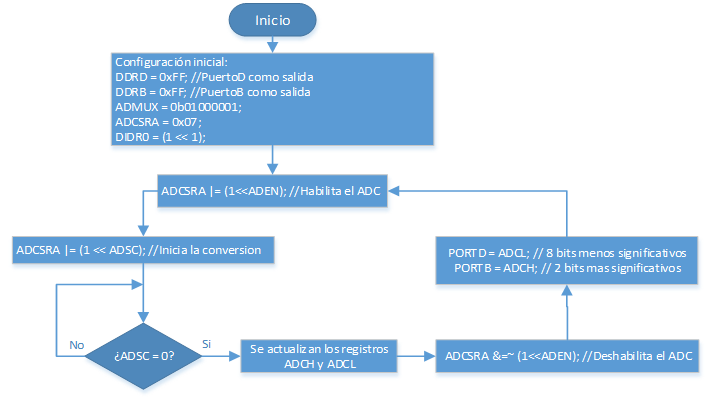 Inicio
Configuración inicial:
DDRD = 0xFF; //PuertoD como salida
DDRB = 0xFF; //PuertoB como salida
ADMUX = 0b01000001;
ADCSRA = 0x07;
DIDR0 = (1 << 1);
ADCSRA |= (1<<ADEN); //Habilita el ADC
ADCSRA |= (1 << ADSC); //Inicia la conversion
¿ADSC = 0?
No
Si
Se actualizan los registros
ADCH y ADCL
ADCSRA &=~ (1<<ADEN); //Deshabilita el ADC
PORTD = ADCL; // 8 bits menos significativos
PORTB = ADCH; // 2 bits mas significativos